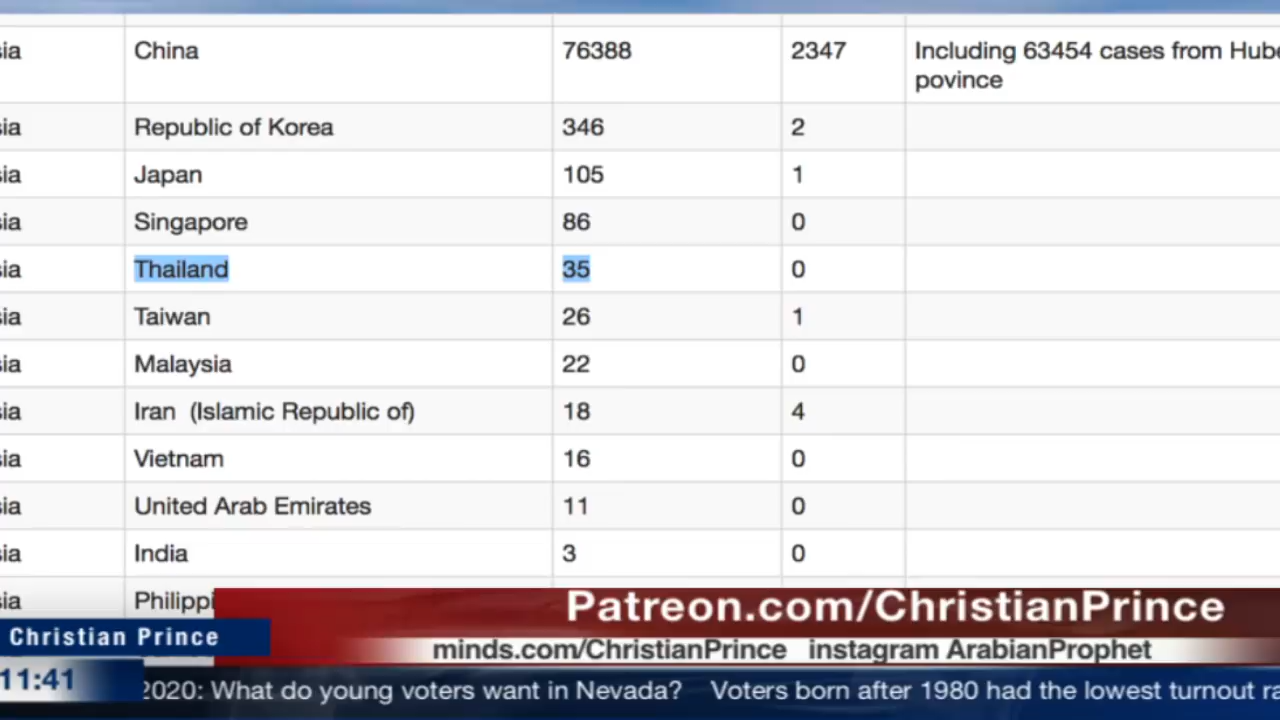 sia China 76388 2347 Including 63454 cases from Hube
povince
sia Republic of Korea 346 2
sia Japan 105 1
sia Singapore 86 0
sia Thailand 35 0
sia Taiwan 26 1
sia Malaysia 22 0
sia Iran (Islamic Republic of) 18 4
sia Vietnam 16 0
sia United Arab Emirates 11 0
sia India 3 0
sia Philippi
Patreon.com/ChristianPrince
Christian Prince
minds.com/ChristianPrince instagram ArabianProphet
11:41
2020: What do young voters want in Nevada? Voters born after 1980 had the lowest turnout ra